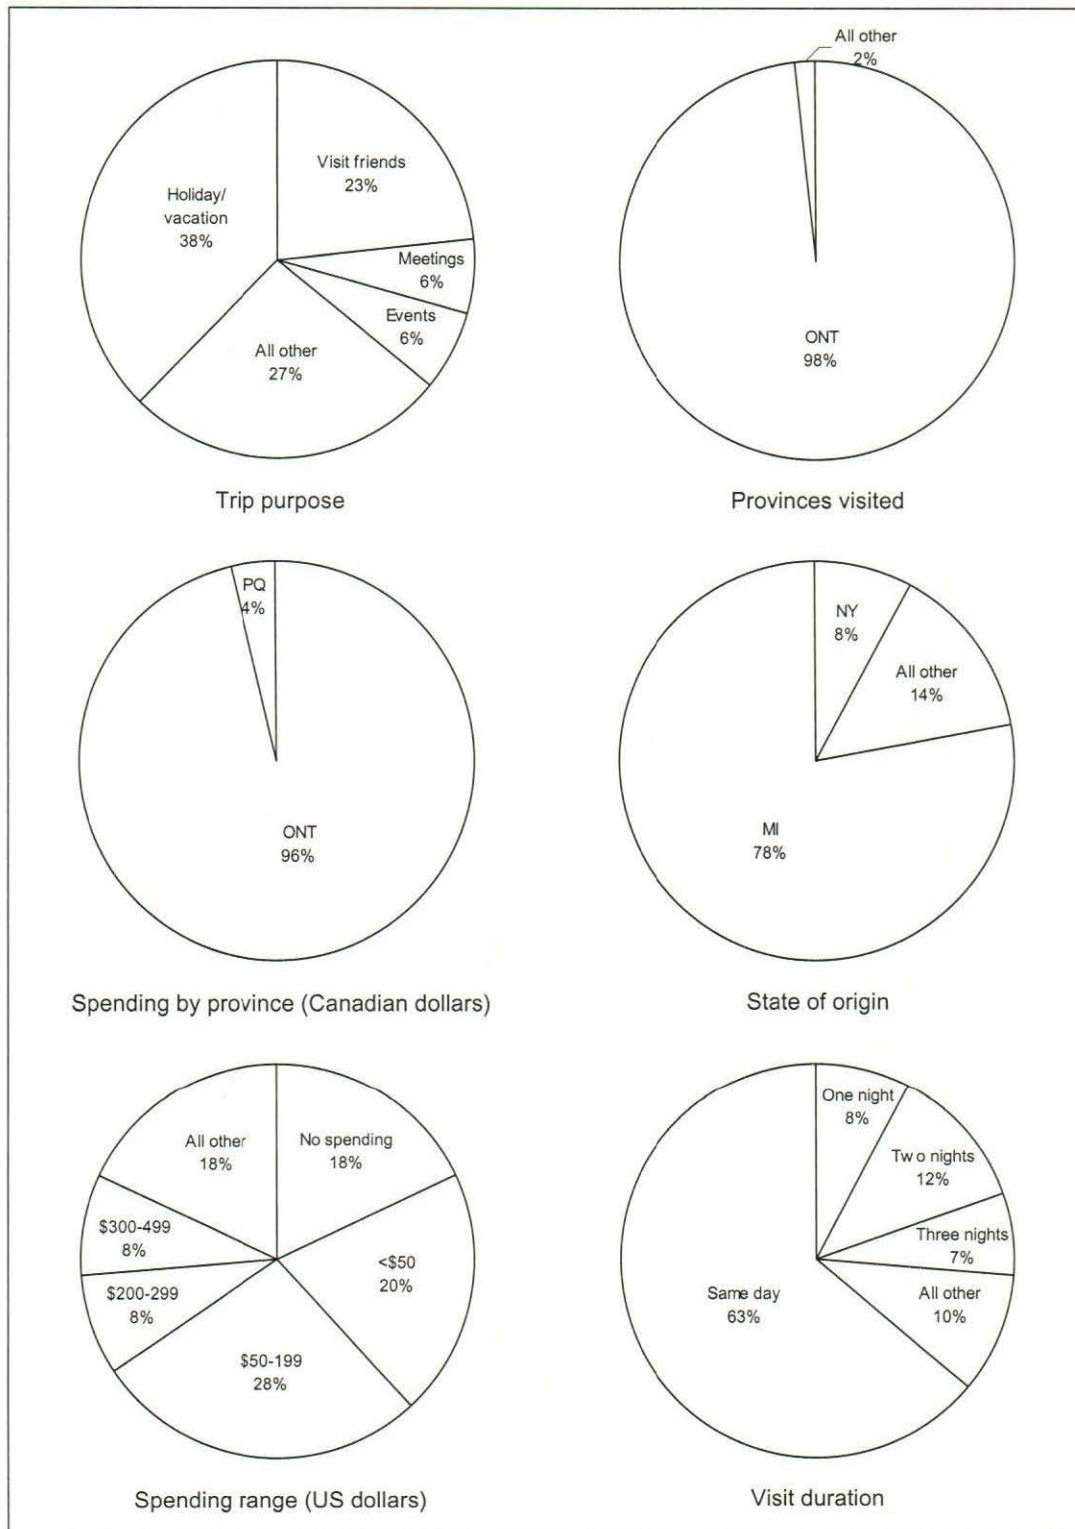 Visit friends
23%
Meetings
6%
Events
6%
All other
27%
Holiday/
vacation
38%
Trip purpose
All other
2%
ONT
98%
Provinces visited
PQ
4%
ONT
96%
Spending by province (Canadian dollars)
NY
8%
All other
14%
MI
78%
State of origin
No spending
18%
<$50
20%
$50-199
28%
$200-299
8%
$300-499
8%
All other
18%
Spending range (US dollars)
One night
8%
Two nights
12%
Three nights
7%
All other
10%
Same day
63%
Visit duration